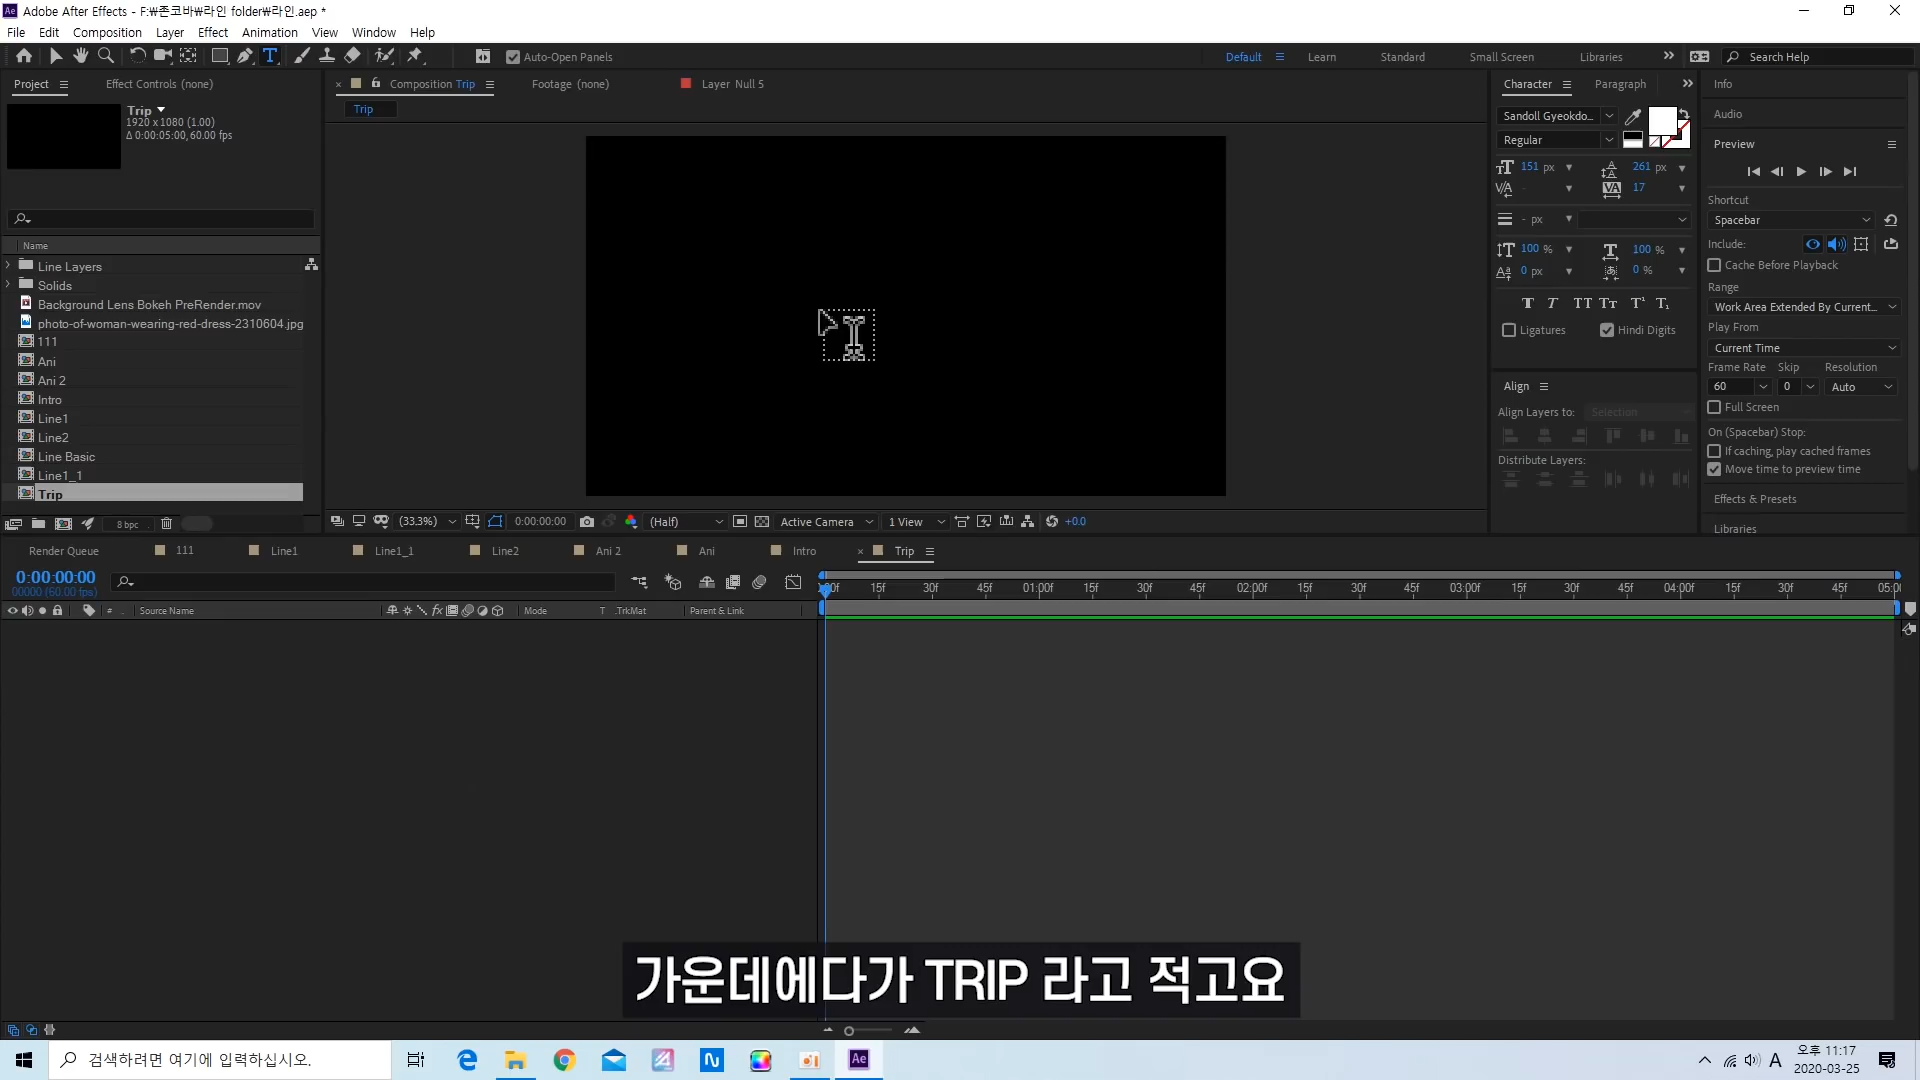 Adobe After Effects - F:₩존코바₩라인 folder₩라인.aep *
File Edit Composition Layer Effect Animation View Window Help
Auto-Open Panels
Default Learn Standard Small Screen Libraries Search Help
Project Effect Controls (none)
Composition Trip Footage (none) Layer Null 5
Trip
Trip
1920 x 1080 (1.00)
Δ 0:00:05:00, 60.00 fps
Name
Line Layers
Solids
Background Lens Bokeh PreRender.mov
photo-of-woman-wearing-red-dress-2310604.jpg
111
Ani
Ani 2
Intro
Line1
Line2
Line Basic
Line1_1
Trip
8 bpc
(33.3%) 0:00:00:00 (Half) Active Camera 1 View +0.0
Character Paragraph
Sandoll Gyeokdo...
Regular
151 px 261 px
17
- px
100 % 100 %
0 px 0 %
T T TT Tt T¹ T₁
Ligatures Hindi Digits
Align
Align Layers to: Selection
Distribute Layers:
Info
Audio
Preview
Shortcut
Spacebar
Include:
Cache Before Playback
Range
Work Area Extended By Current...
Play From
Current Time
Frame Rate Skip Resolution
60 0 Auto
Full Screen
On (Spacebar) Stop:
If caching, play cached frames
Move time to preview time
Effects & Presets
Libraries
Render Queue 111 Line1 Line1_1 Line2 Ani 2 Ani Intro Trip
0:00:00:00
00000 (60.00 fps)
# Source Name Mode T .TrkMat Parent & Link
15f 30f 45f 01:00f 15f 30f 45f 02:00f 15f 30f 45f 03:00f 15f 30f 45f 04:00f 15f 30f 45f
가운데에다가 TRIP 라고 적고요
검색하려면 여기에 입력하십시오.
Ae
A
오후 11:17
2020-03-25